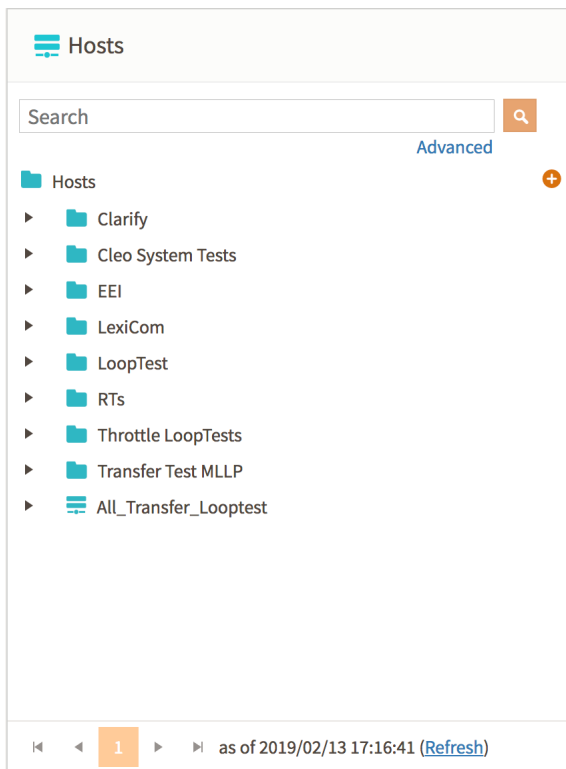 Hosts
Search
Advanced
Hosts
Clarify
Cleo System Tests
EEI
LexiCom
LoopTest
RTs
Throttle LoopTests
Transfer Test MLLP
All_Transfer_Looptest
1 as of 2019/02/13 17:16:41 (Refresh)